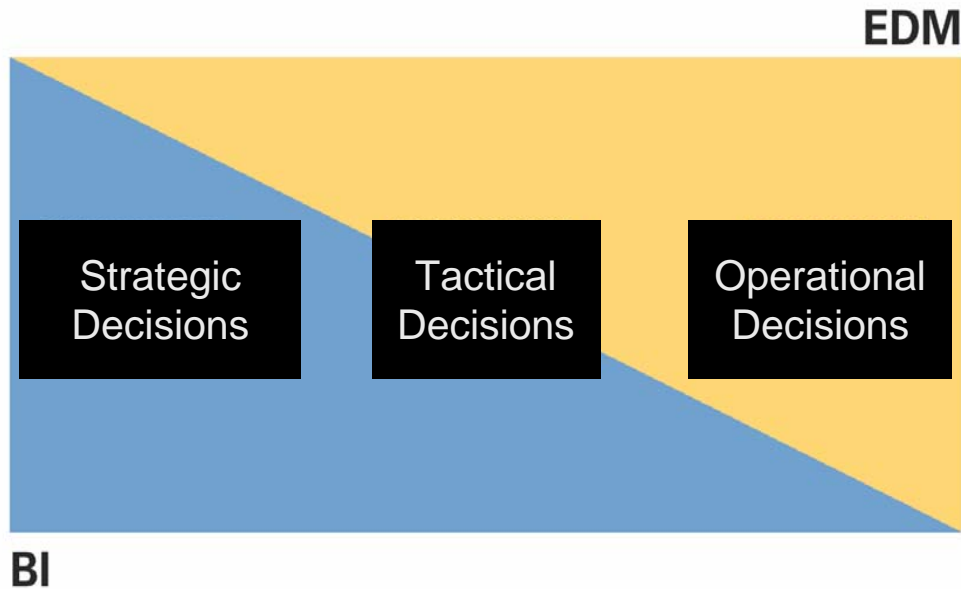 EDM
Strategic
Decisions
Tactical
Decisions
Operational
Decisions
BI